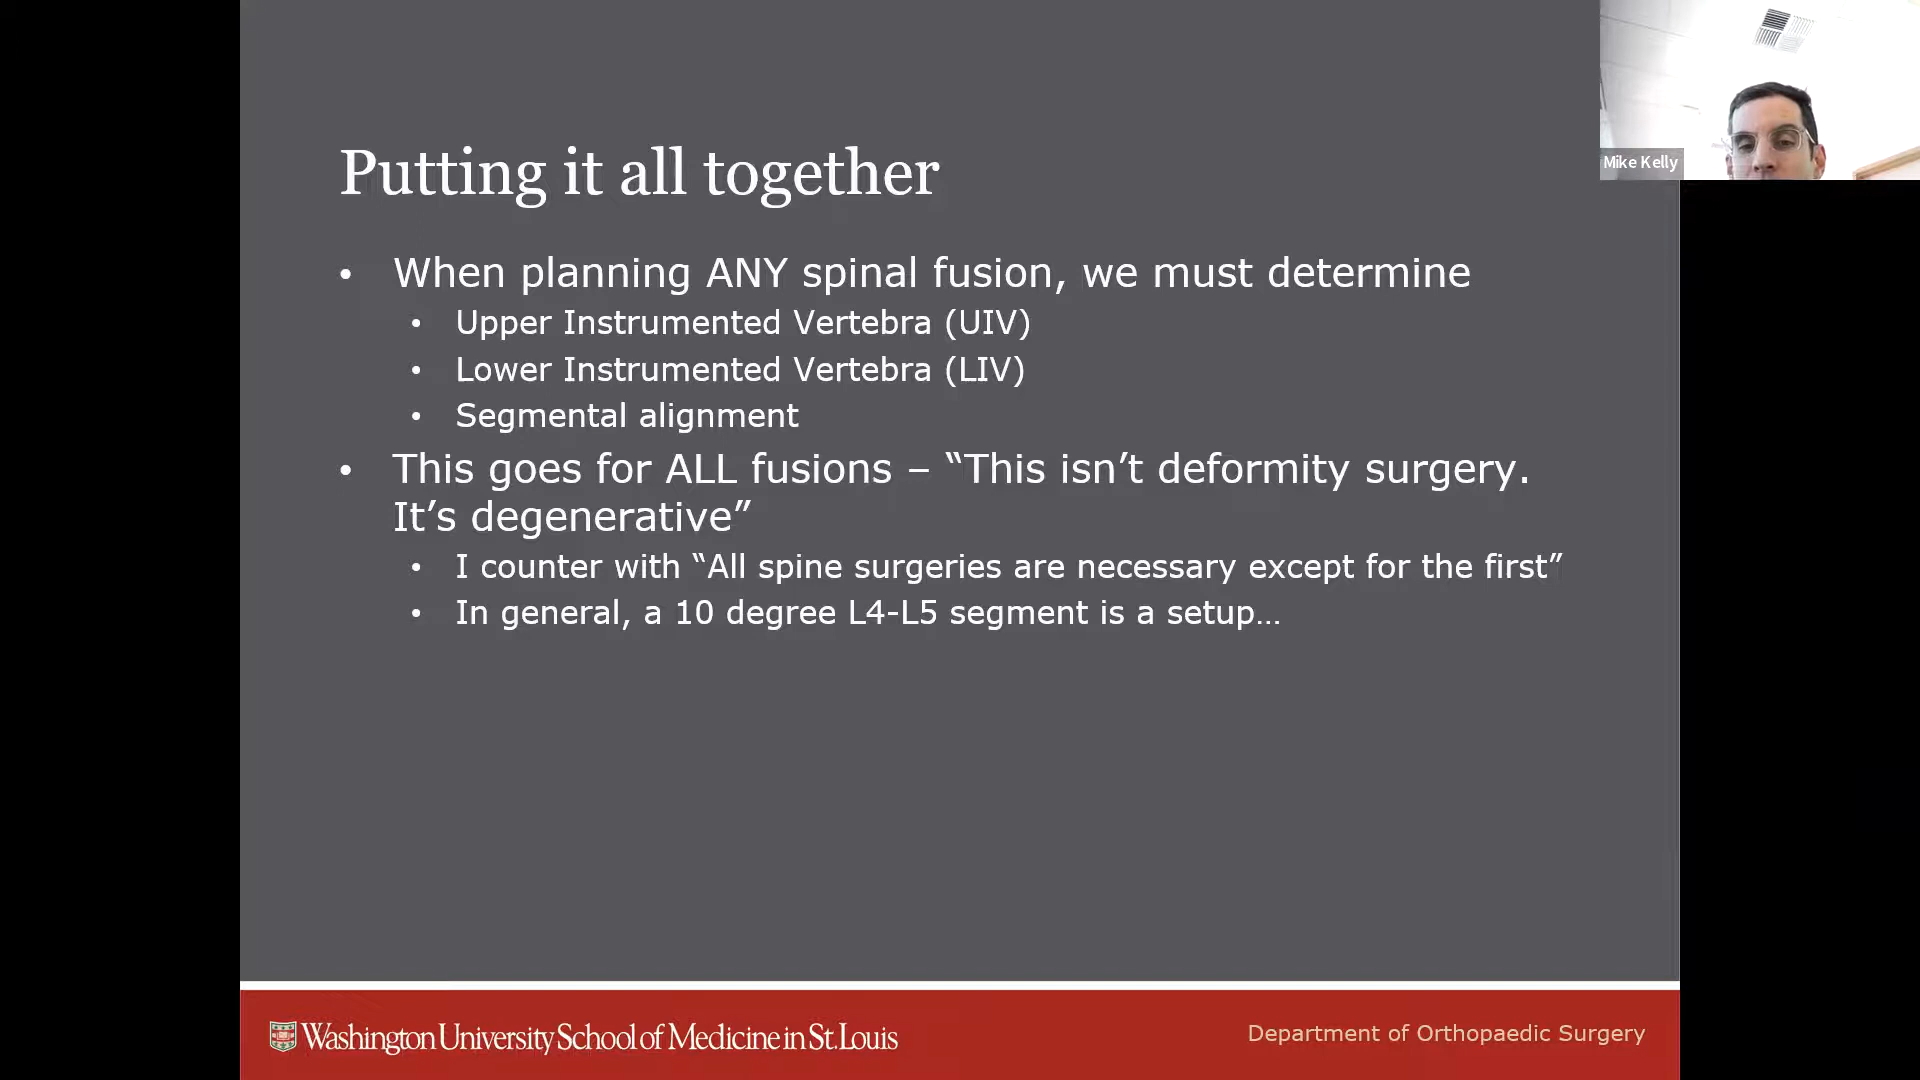 Mike Kelly
Putting it all together
• When planning ANY spinal fusion, we must determine
• Upper Instrumented Vertebra (UIV)
• Lower Instrumented Vertebra (LIV)
• Segmental alignment
• This goes for ALL fusions – “This isn’t deformity surgery.
It’s degenerative”
• I counter with “All spine surgeries are necessary except for the first”
• In general, a 10 degree L4-L5 segment is a setup…
Washington University School of Medicine in St. Louis
Department of Orthopaedic Surgery